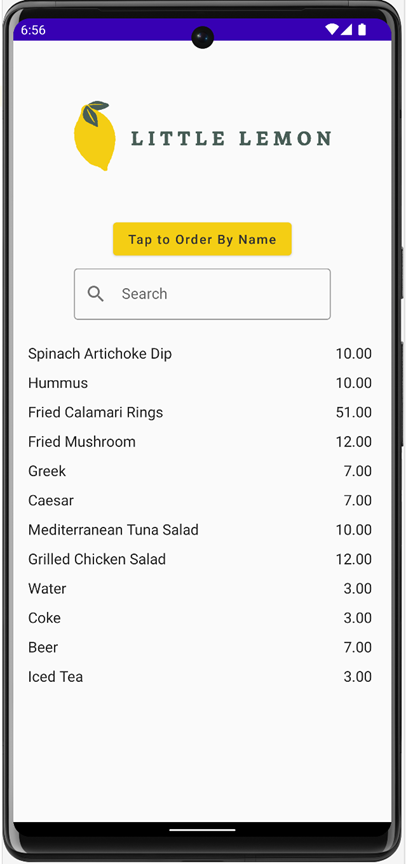 6:56
LITTLE LEMON
Tap to Order By Name
Search
Spinach Artichoke Dip 10.00
Hummus 10.00
Fried Calamari Rings 51.00
Fried Mushroom 12.00
Greek 7.00
Caesar 7.00
Mediterranean Tuna Salad 10.00
Grilled Chicken Salad 12.00
Water 3.00
Coke 3.00
Beer 7.00
Iced Tea 3.00